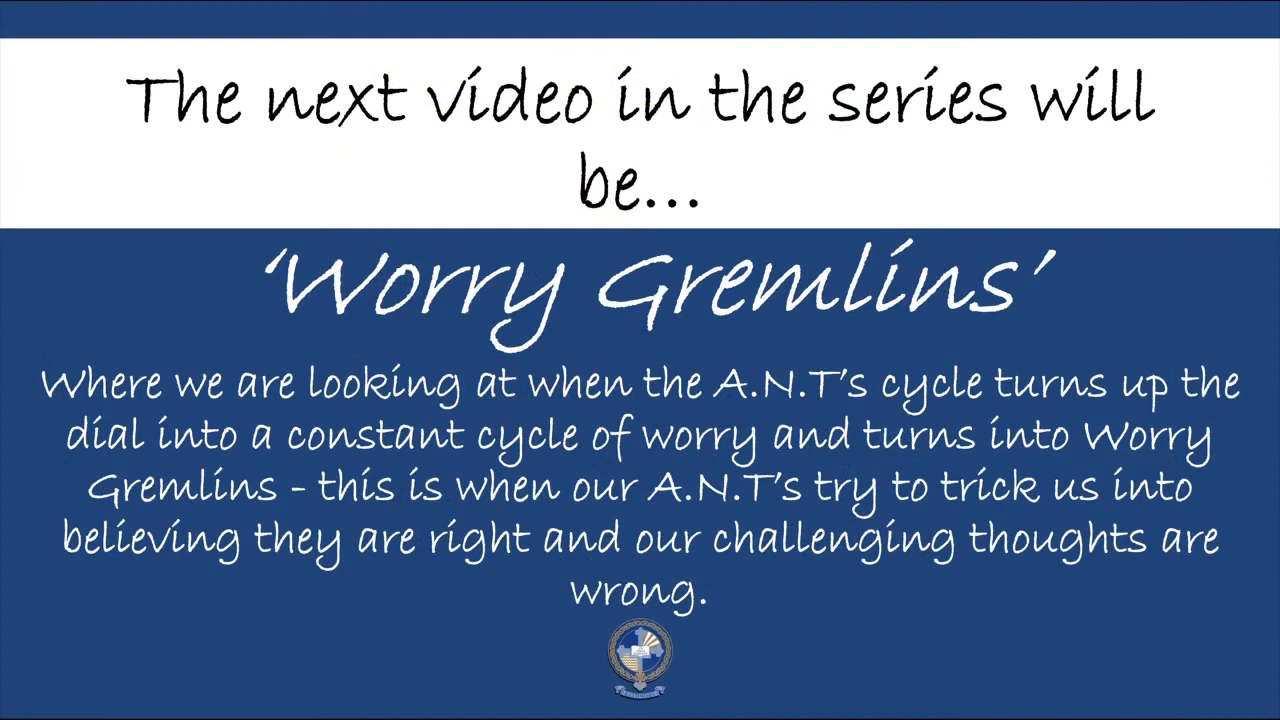 The next video in the series will
be...
'Worry Gremlins'
Where we are looking at when the A.N.T's cycle turns up the
dial into a constant cycle of worry and turns into Worry
Gremlins - this is when our A.N.T's try to trick us into
believing they are right and our challenging thoughts are
wrong.